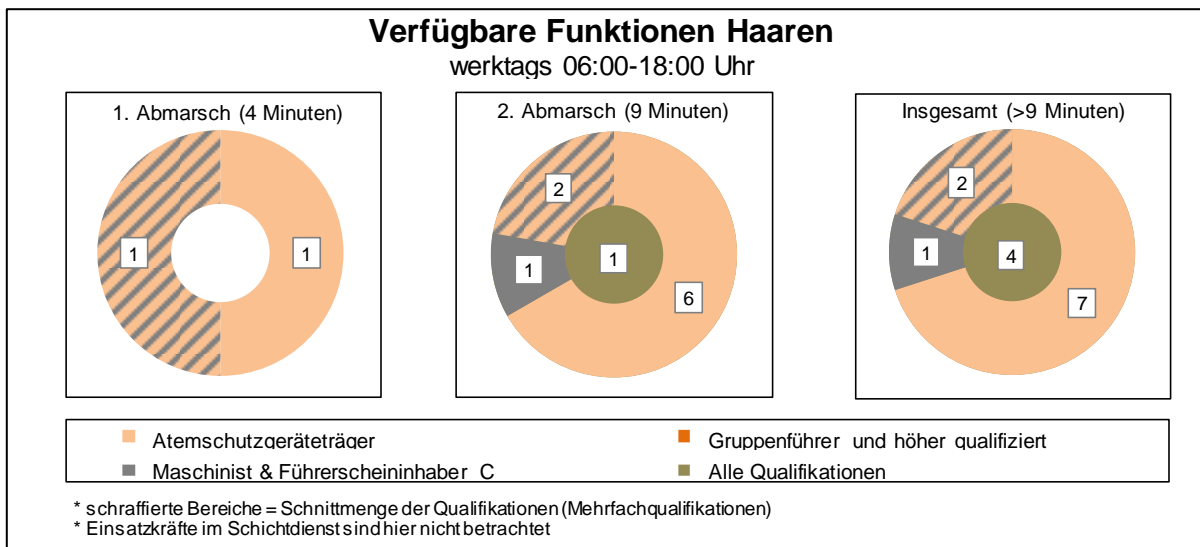 Verfügbare Funktionen Haaren
werktags 06:00-18:00 Uhr
1. Abmarsch (4 Minuten)
1
1
2. Abmarsch (9 Minuten)
2
1
1
6
Insgesamt (>9 Minuten)
2
1
4
7
Atemschutzgeräteträger
Gruppenführer und höher qualifiziert
Maschinist & Führerscheininhaber C
Alle Qualifikationen
* schraffierte Bereiche = Schnittmenge der Qualifikationen (Mehrfachqualifikationen)
* Einsatzkräfte im Schichtdienst sind hier nicht betrachtet